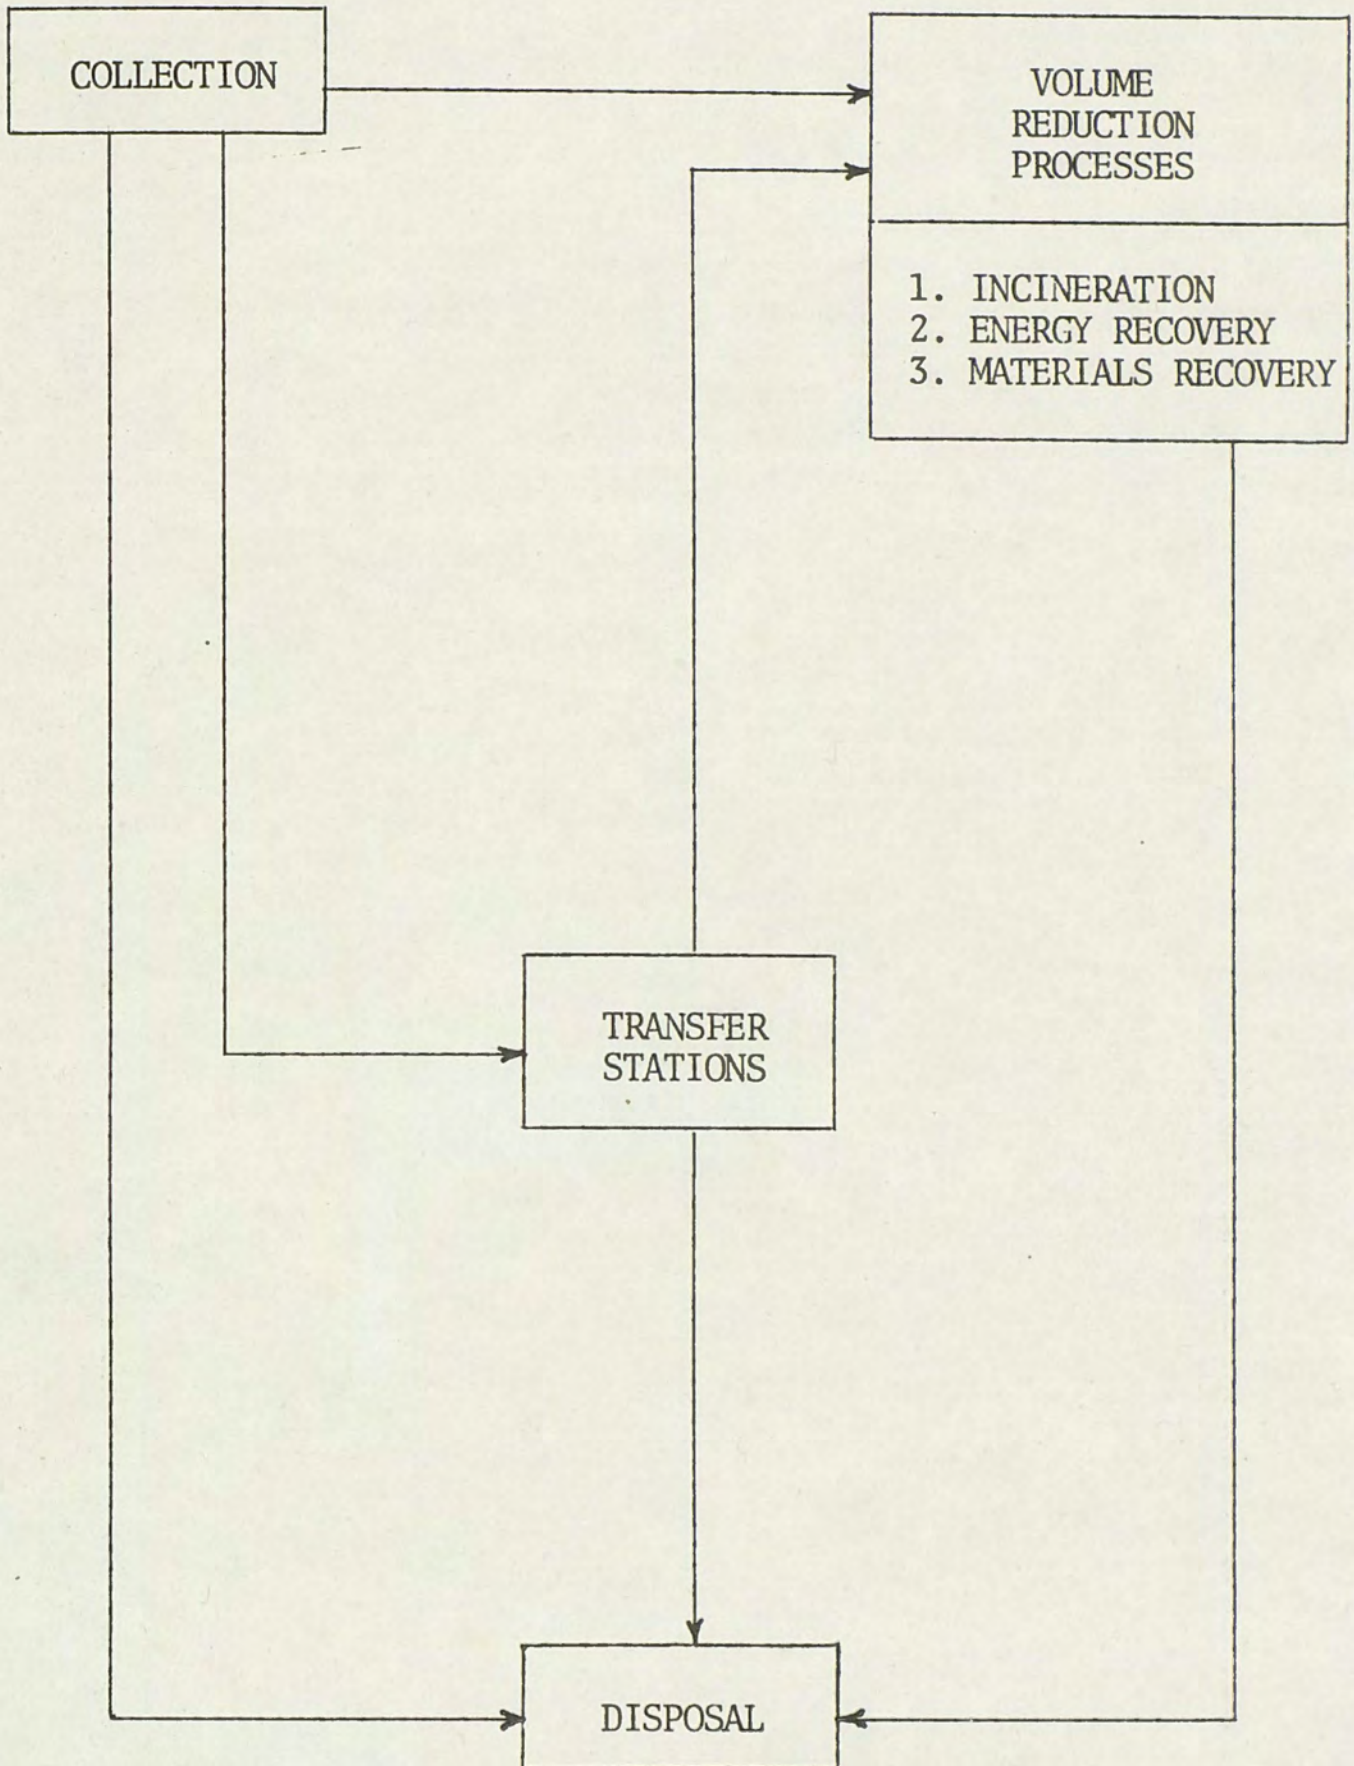 COLLECTION
VOLUME
REDUCTION
PROCESSES
1. INCINERATION
2. ENERGY RECOVERY
3. MATERIALS RECOVERY
TRANSFER
STATIONS
DISPOSAL